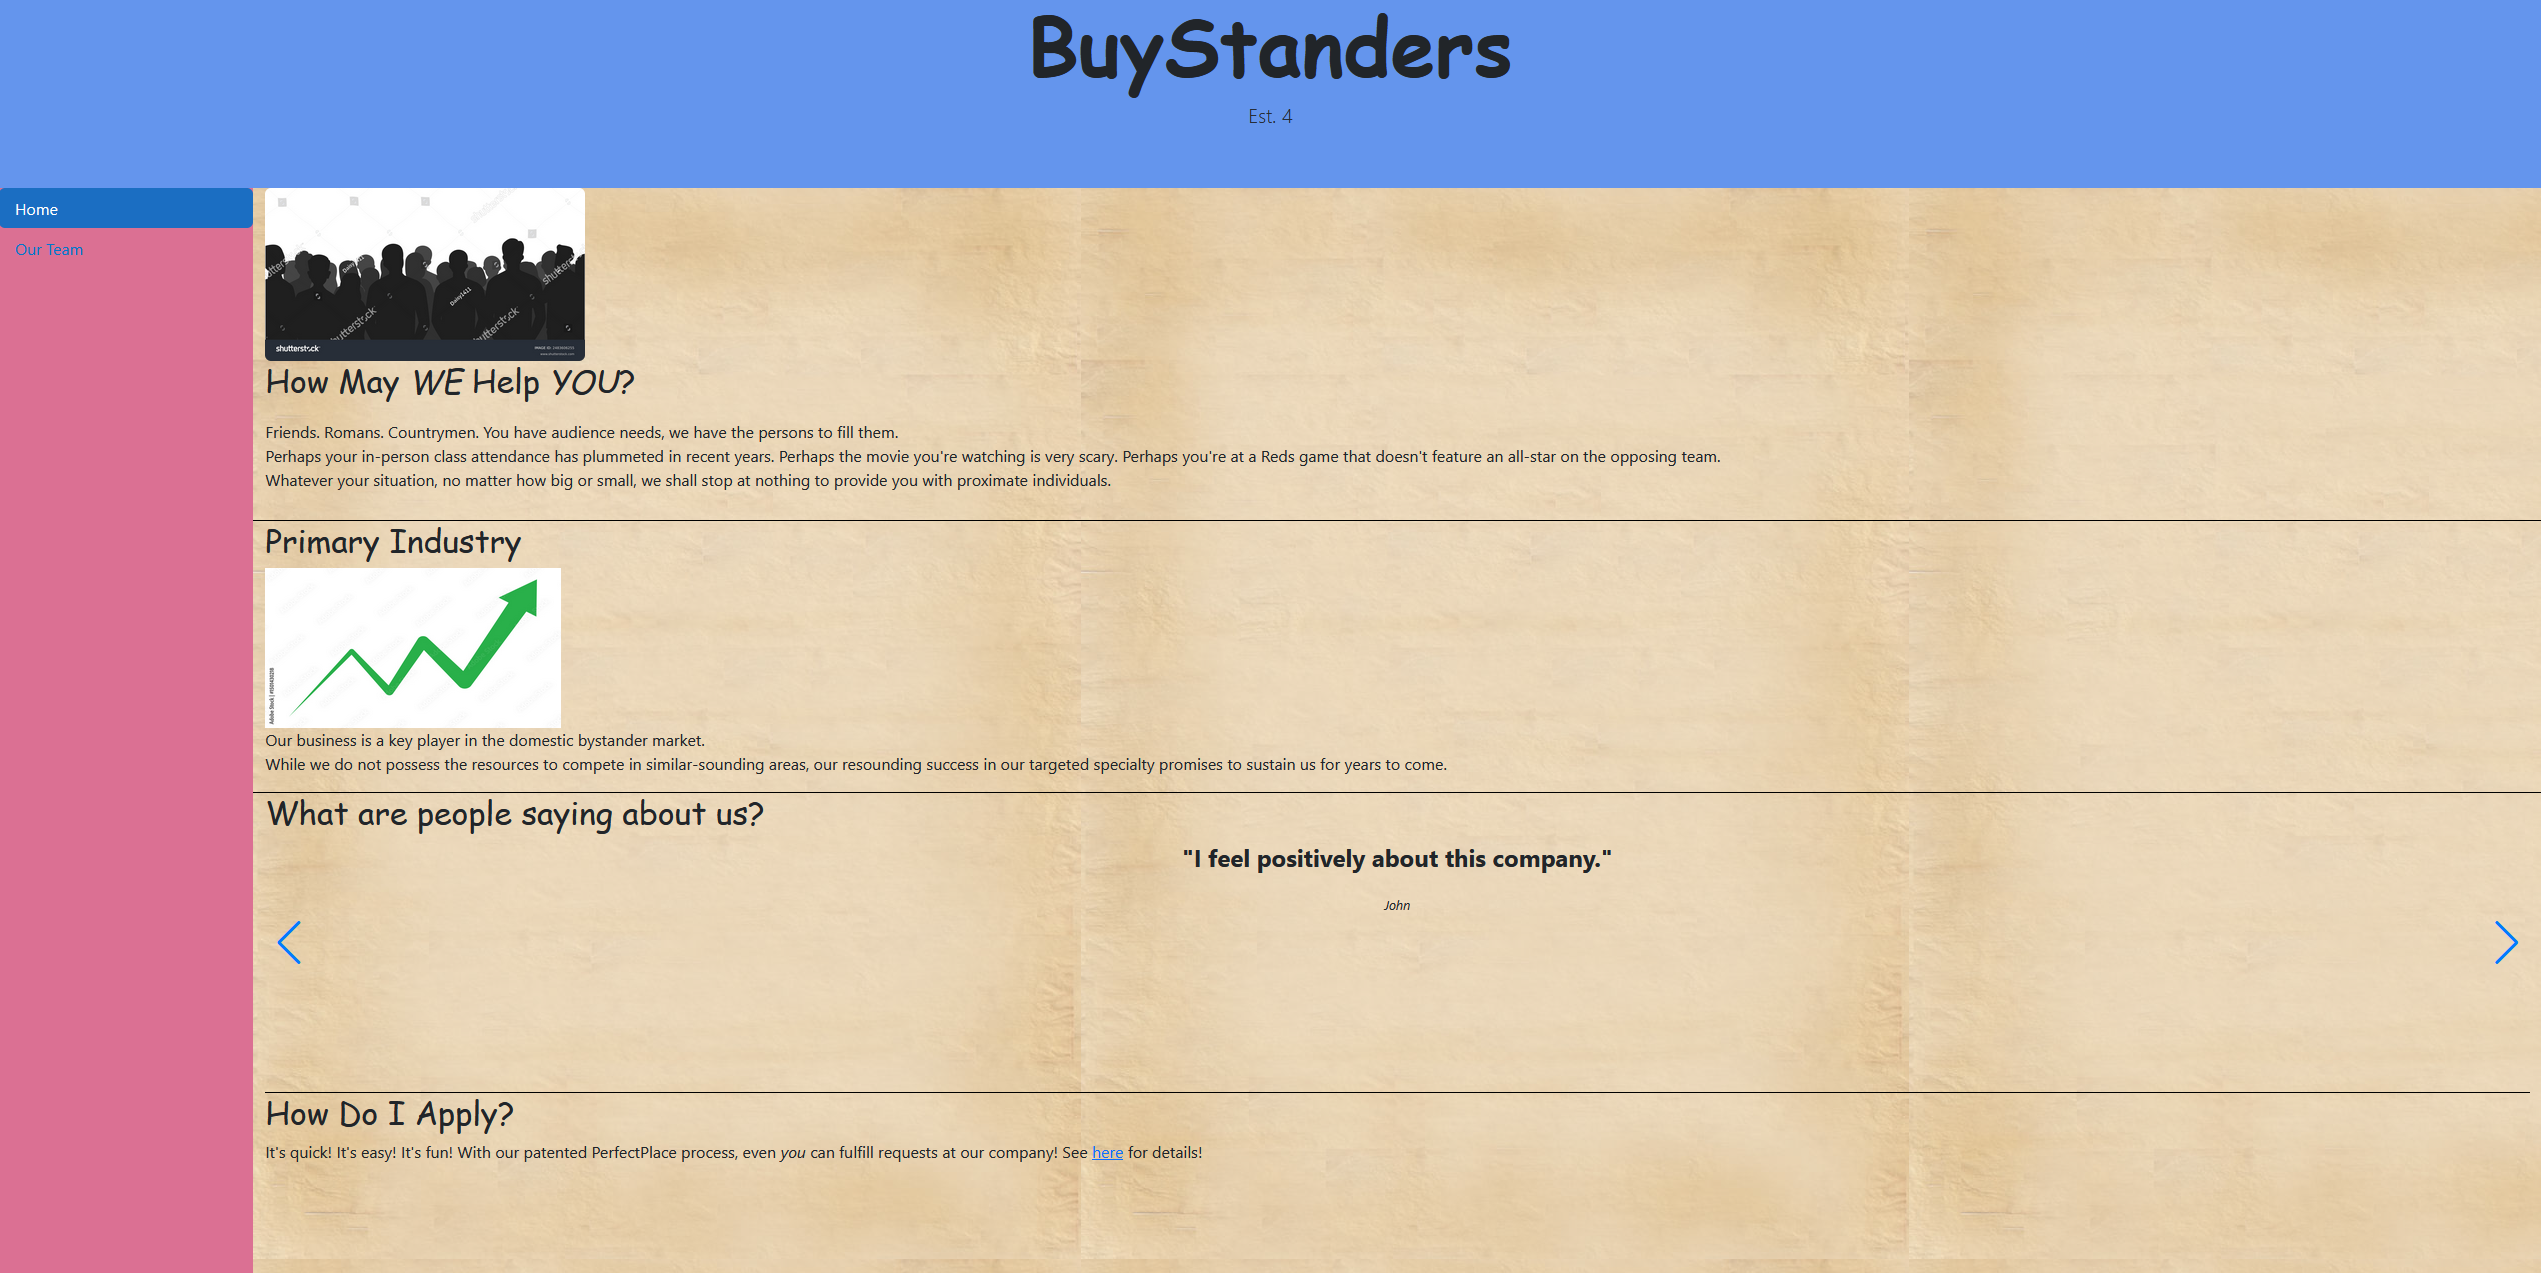 BuyStanders
Est. 4
Home
Our Team
shutterstock
Dainy1411
shutterstock
shutterstock
shutterstock
How May WE Help YOU?
Friends. Romans. Countrymen. You have audience needs, we have the persons to fill them.
Perhaps your in-person class attendance has plummeted in recent years. Perhaps the movie you're watching is very scary. Perhaps you're at a Reds game that doesn't feature an all-star on the opposing team.
Whatever your situation, no matter how big or small, we shall stop at nothing to provide you with proximate individuals.
Primary Industry
Our business is a key player in the domestic bystander market.
While we do not possess the resources to compete in similar-sounding areas, our resounding success in our targeted specialty promises to sustain us for years to come.
What are people saying about us?
"I feel positively about this company."
John
How Do I Apply?
It's quick! It's easy! It's fun! With our patented PerfectPlace process, even you can fulfill requests at our company! See here for details!